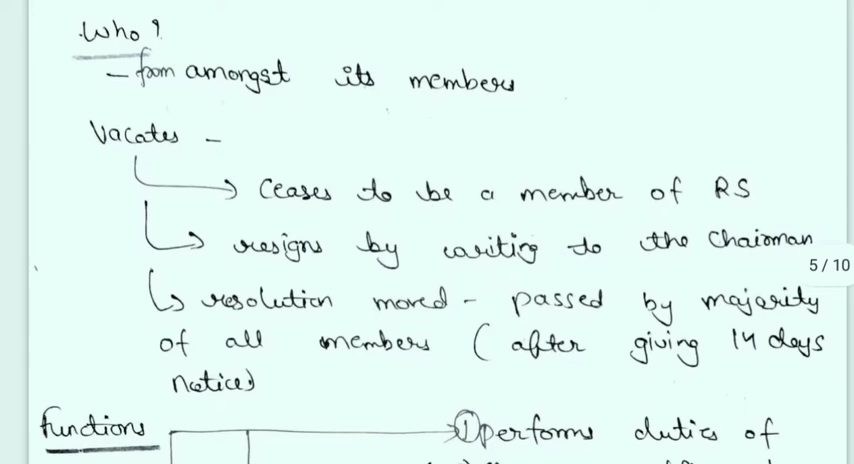 Who?
- from amongst its members
Vacates -
Ceases to be a member of RS
resigns by writing to the Chairman
5 / 10
resolution moved - passed by majority
of all members (after giving 14 days
notice)
Functions
① performs duties of